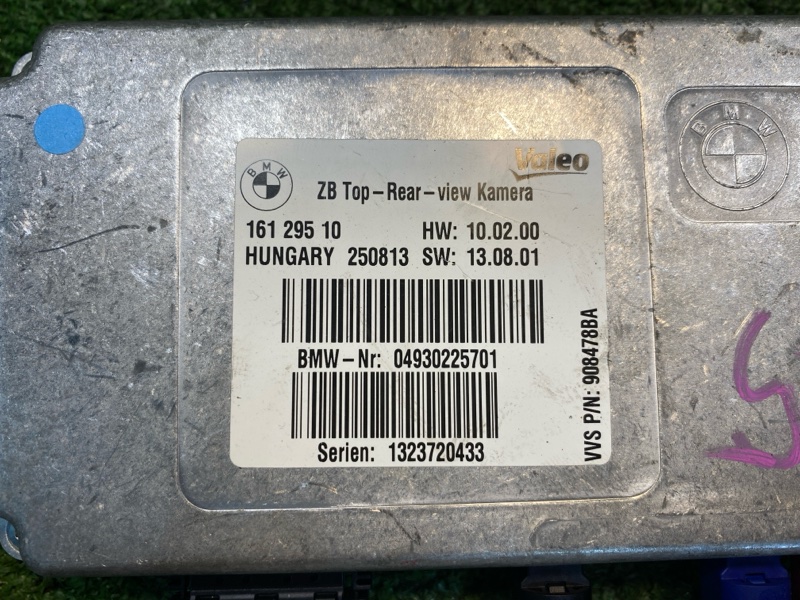 BMW
Valeo
ZB Top-Rear-view Kamera
161 295 10 HW: 10.02.00
HUNGARY 250813 SW: 13.08.01
BMW-Nr: 04930225701
Serien: 1323720433
VVS P/N: 908478BA
BMW
5